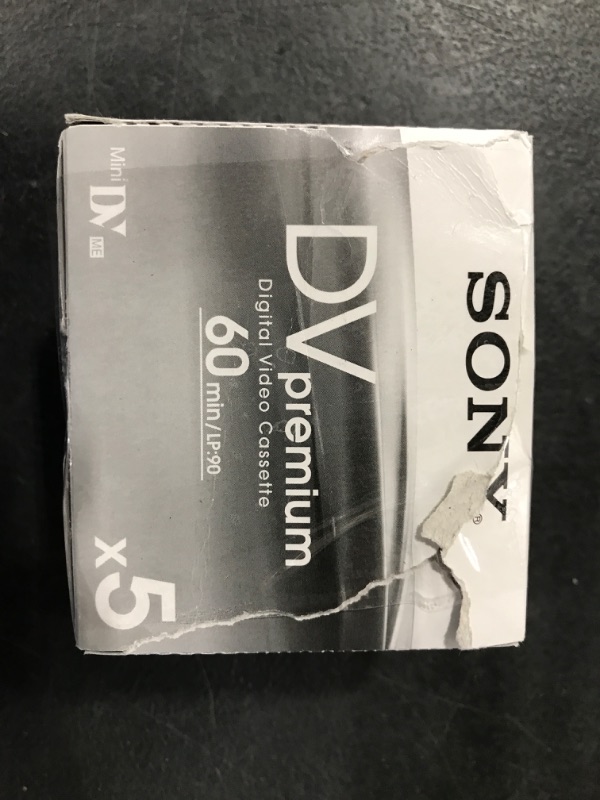 SONY®
DV premium
Digital Video Cassette
60 min/LP:90
Mini DV ME
x5